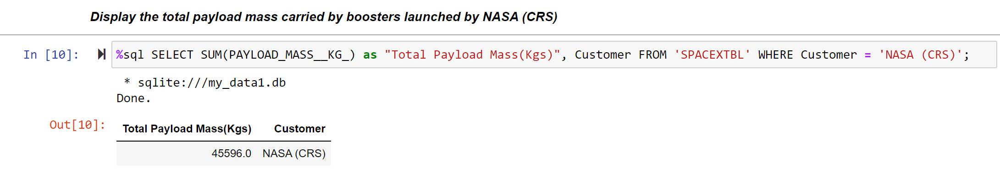 Display the total payload mass carried by boosters launched by NASA (CRS)
In [10]: %sql SELECT SUM(PAYLOAD_MASS__KG_) as "Total Payload Mass(Kgs)", Customer FROM 'SPACEXTBL' WHERE Customer = 'NASA (CRS)';
* sqlite:///my_data1.db
Done.
Out[10]:
Total Payload Mass(Kgs) Customer
45596.0 NASA (CRS)